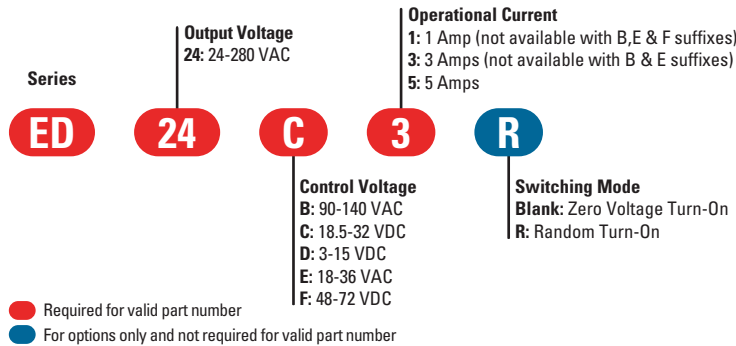 Operational Current
1: 1 Amp (not available with B,E & F suffixes)
3: 3 Amps (not available with B & E suffixes)
5: 5 Amps
Output Voltage
24: 24-280 VAC
Series
ED
24
C
3
R
Control Voltage
B: 90-140 VAC
C: 18.5-32 VDC
D: 3-15 VDC
E: 18-36 VAC
F: 48-72 VDC
Switching Mode
Blank: Zero Voltage Turn-On
R: Random Turn-On
Required for valid part number
For options only and not required for valid part number